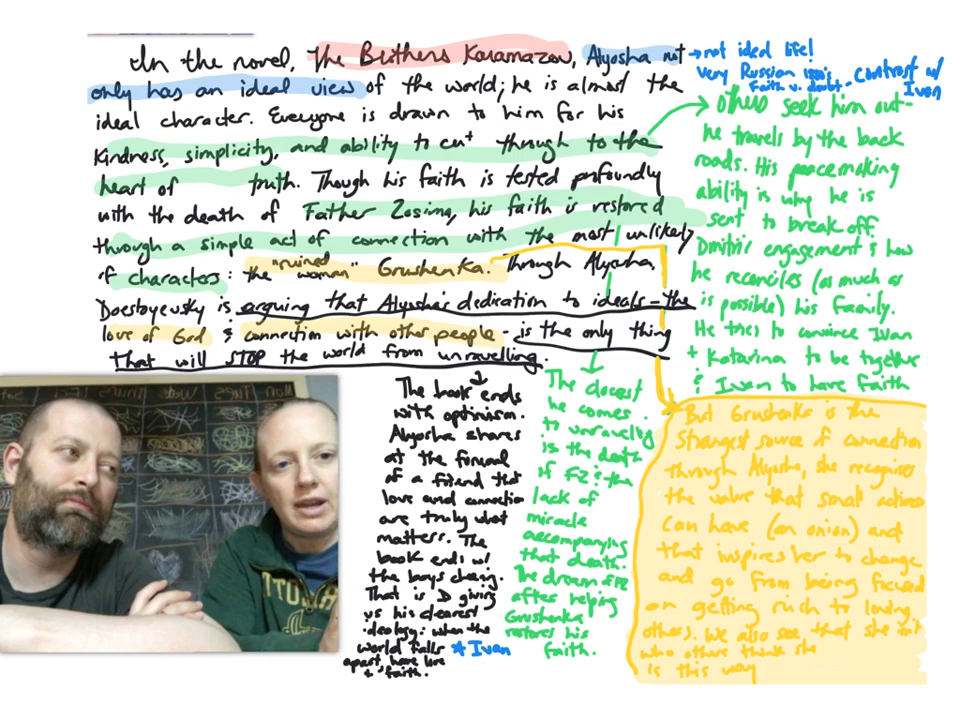 In the novel, The Brothers Karamazov, Alyosha not
only has an ideal view of the world; he is almost the
ideal character. Everyone is drawn to him for his
kindness, simplicity, and ability to cut through to the
heart of truth. Though his faith is tested profoundly
with the death of Father Zosima, his faith is restored
through a simple act of connection with the most unlikely
of characters: the "ruined woman" Grushenka. Through Alyosha,
Doestoyevsky is arguing that Alyosha's dedication to ideals - the
love of God & connection with other people - is the only thing
that will STOP the world from unravelling.
→ not ideal life!
very Russian 1800s
Faith v. doubt - contrast w/
Ivan
others seek him out -
he travels by the back
roads. His peacemaking
ability is why he is
sent to break off
Dmitri's engagement & how
he reconciles (as much as
is possible) his family.
He tries to convince Ivan
+ Katarina to be together
& Ivan to have faith
But Grushenka is the
strangest source of connection
through Alyosha, she recognizes
the value that small actions
can have (an onion) and
that inspires her to change
and go from being focused
on getting rich to loving
others. We also see that she isn't
who others think she
is this way
The closest
he comes
to unraveling
is the death
of FZ & the
lack of
miracle
accompanying
that death.
The dream of FZ
after helping
Grushenka
restores his
faith.
The book ends
with optimism.
Alyosha shares
at the funeral
of a friend that
love and connection
are truly what
matters. The
book ends w/
the boys cheering.
That is D giving
us his clearest
ideology: when the
world falls * Ivan
apart, have love
+ faith.